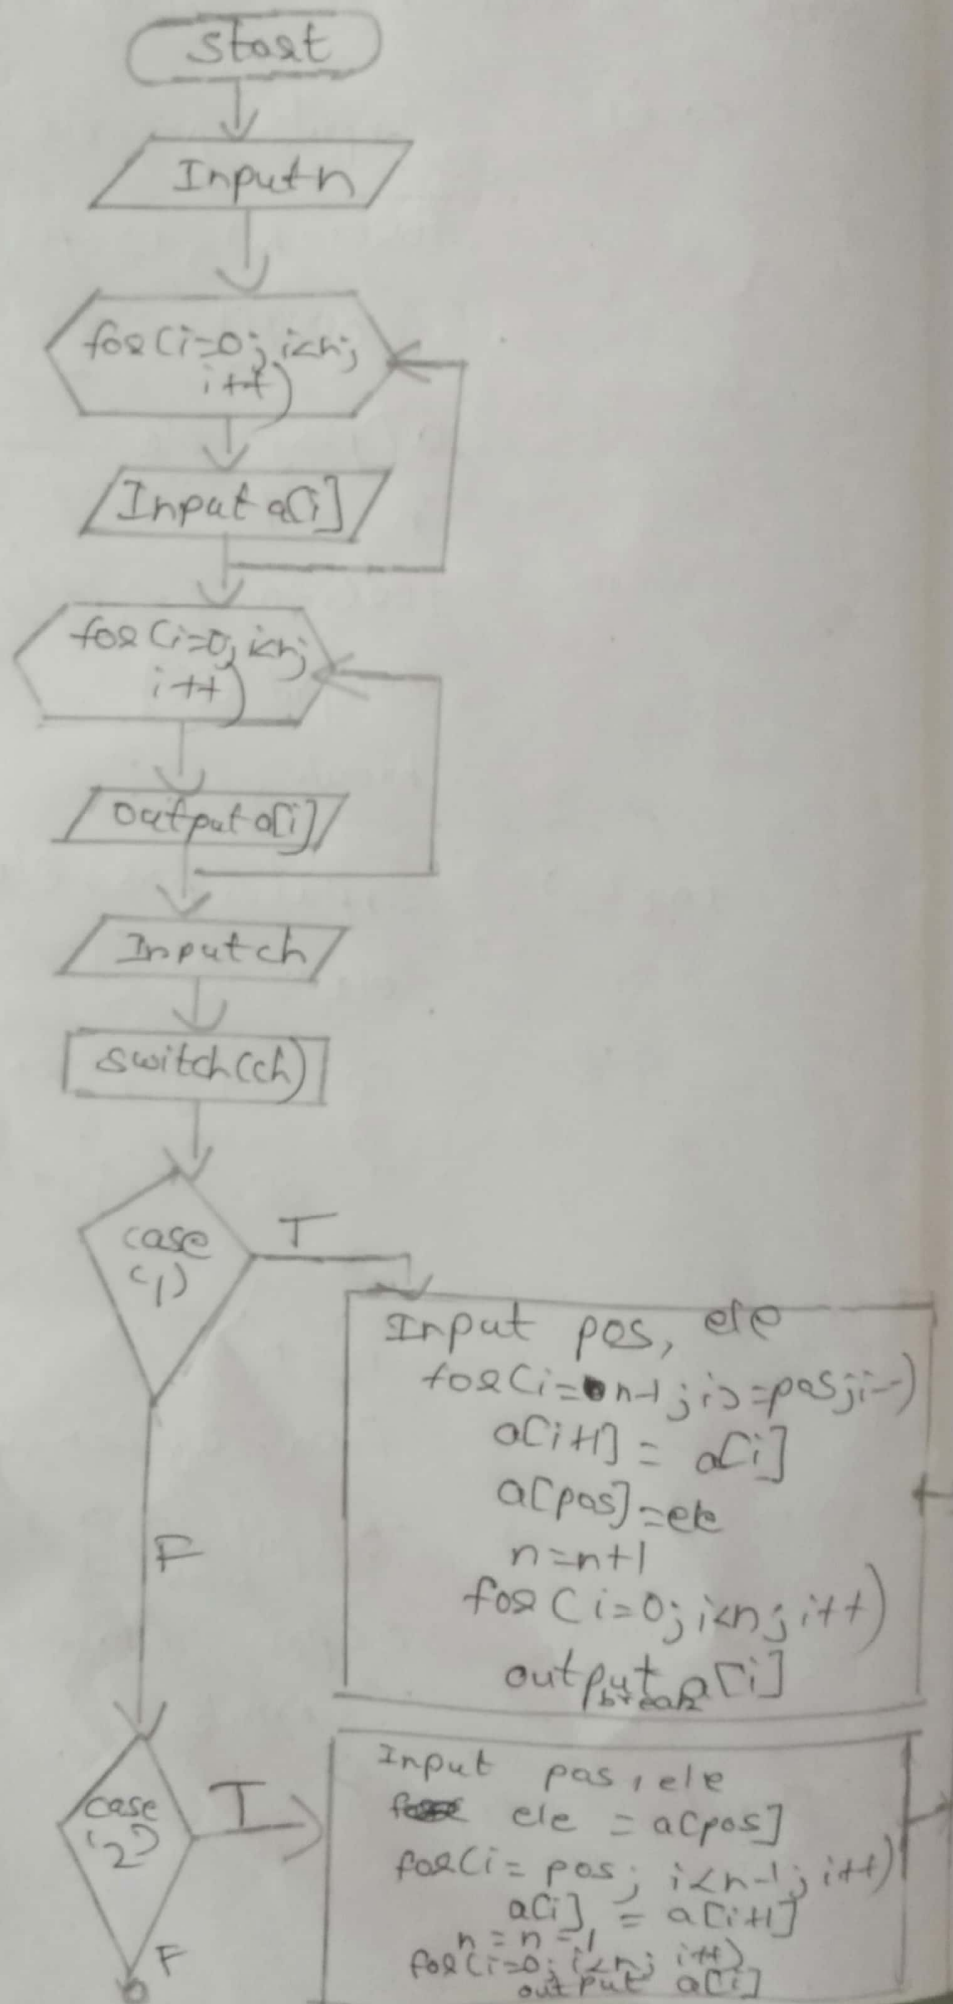 Start
Input n
for(i=0; i<n;
i++)
Input a[i]
for(i=0; i<n;
i++)
output a[i]
Input ch
switch(ch)
case
(1)
T
Input pos, ele
for(i=n-1; i>=pos; i--)
a[i+1] = a[i]
a[pos]=ele
n=n+1
for(i=0; i<n; i++)
output a[i]
break
F
case
(2)
T
Input pos, ele
ele = a[pos]
for(i= pos; i<n-1; i++)
a[i] = a[i+1]
n=n-1
for(i=0; i<n; i++)
output a[i]
F